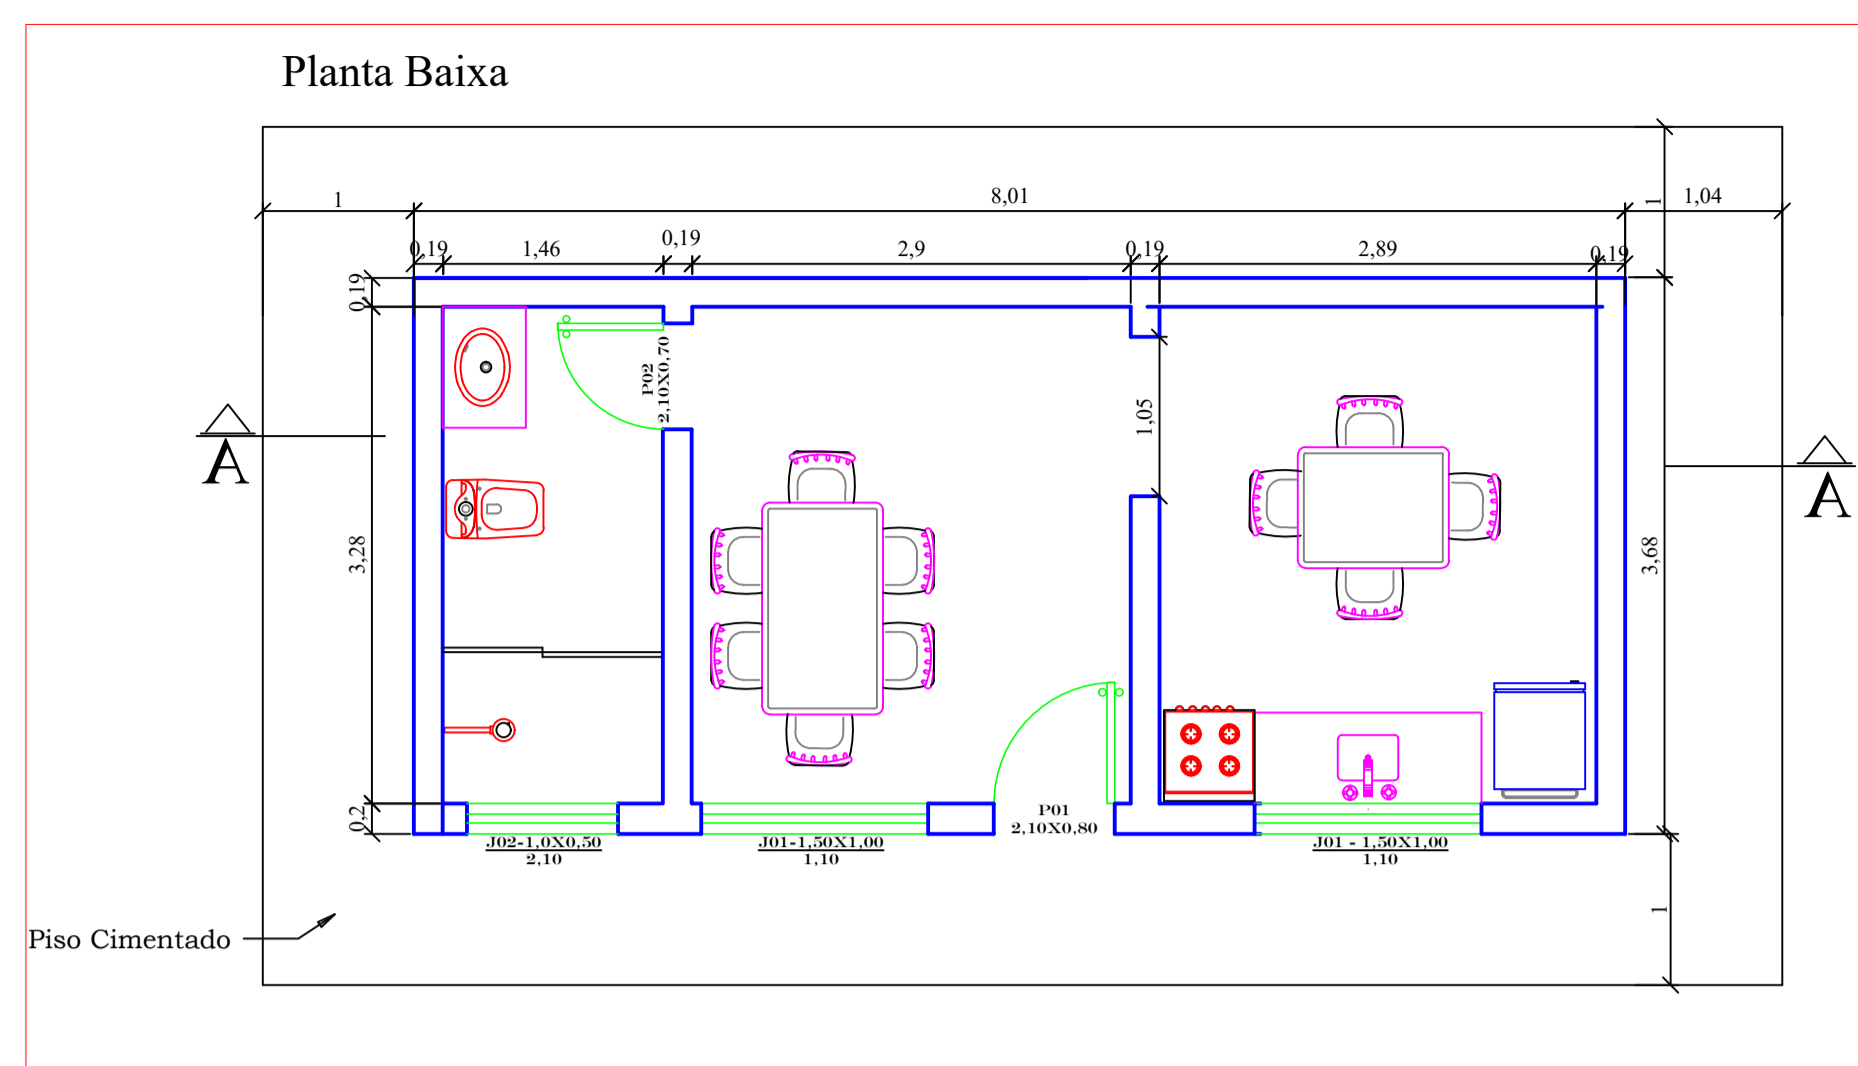 Planta Baixa
1
8,01
1
1,04
0,19
1,46
0,19
2,9
0,19
2,89
0,19
0,19
P02
2,10X0,70
1,05
A
A
3,28
3,68
0,2
P01
2,10X0,80
J02-1,0X0,50
2,10
J01-1,50X1,00
1,10
J01 - 1,50X1,00
1,10
1
Piso Cimentado